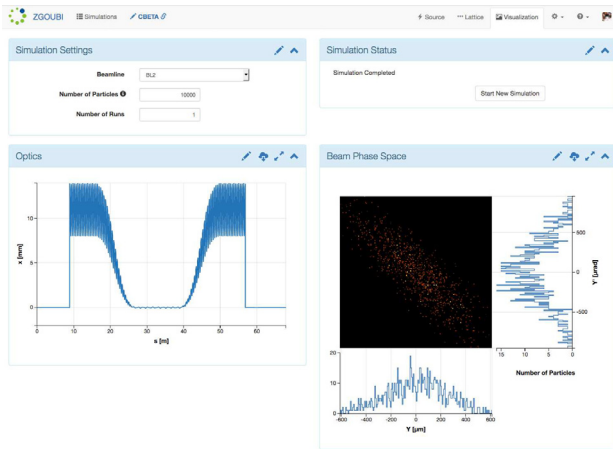 ZGOUBI Simulations CBETA Source Lattice Visualization
Simulation Settings
Beamline BL2
Number of Particles 10000
Number of Runs 1
Simulation Status
Simulation Completed
Start New Simulation
Optics
x [mm]
10
5
0
0 10 20 30 40 50 60
s [m]
Beam Phase Space
500
0
-500
Y' [µrad]
15 10 5 0
Number of Particles
20
10
0
-600 -400 -200 0 200 400 600
Y [µm]